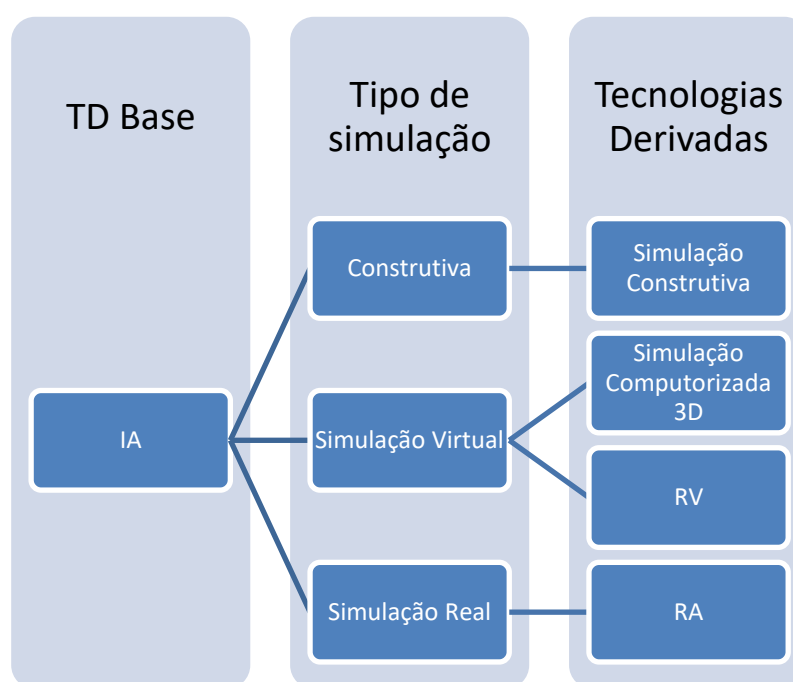 TD Base
Tipo de
simulação
Tecnologias
Derivadas
IA
Construtiva
Simulação Virtual
Simulação Real
Simulação
Construtiva
Simulação
Computorizada
3D
RV
RA